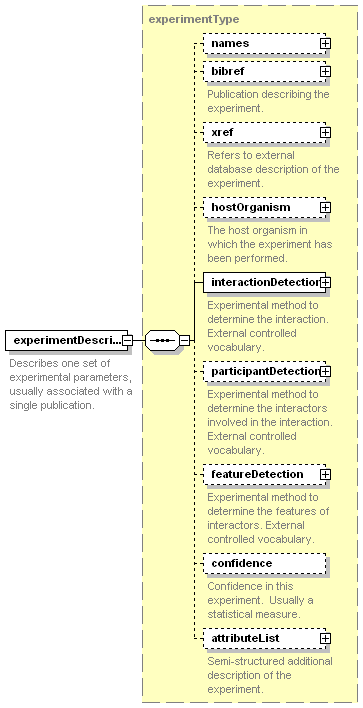 experimentType
names
bibref
Publication describing the
experiment.
xref
Refers to external
database description of the
experiment.
hostOrganism
The host organism in
which the experiment has
been performed.
interactionDetection
Experimental method to
determine the interaction.
External controlled
vocabulary.
experimentDescri...
Describes one set of
experimental parameters,
usually associated with a
single publication.
participantDetection
Experimental method to
determine the interactors
involved in the interaction.
External controlled
vocabulary.
featureDetection
Experimental method to
determine the features of
interactors. External
controlled vocabulary.
confidence
Confidence in this
experiment. Usually a
statistical measure.
attributeList
Semi-structured additional
description of the
experiment.